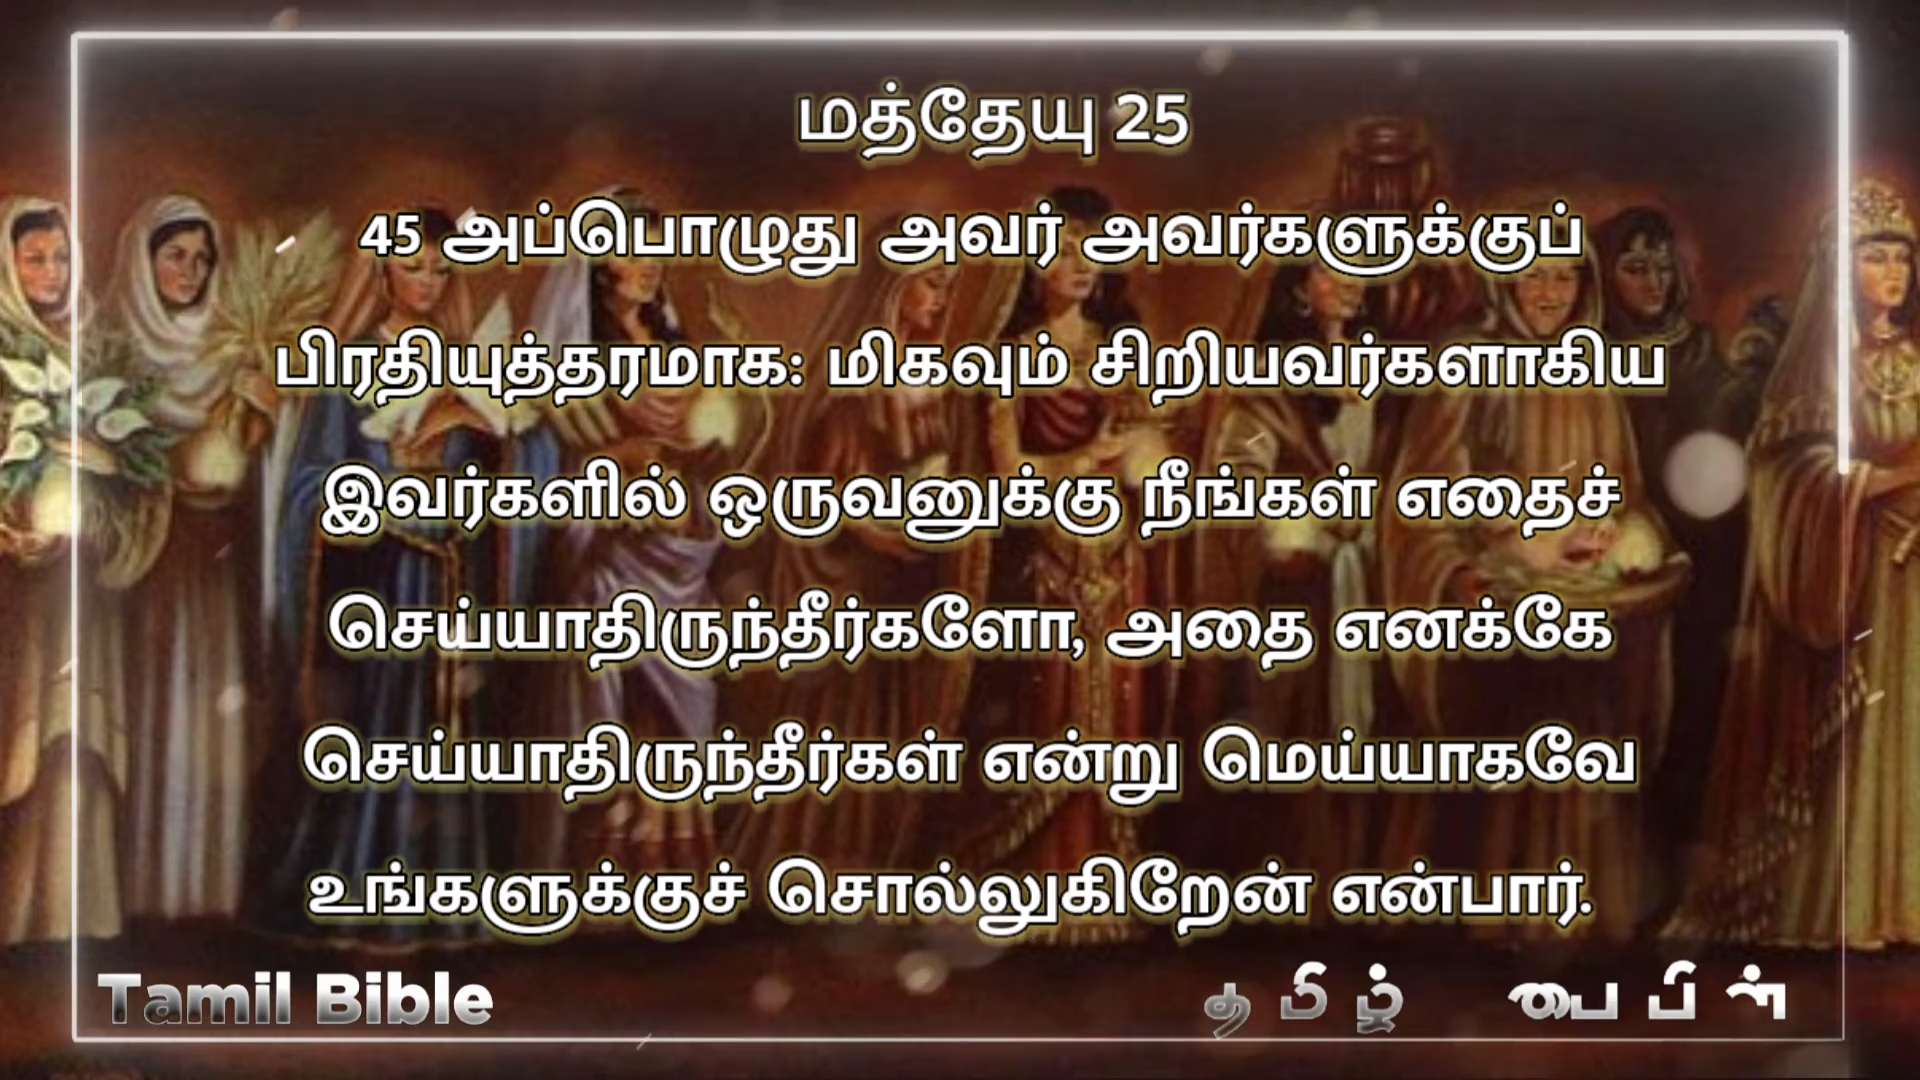 மத்தேயு 25
45 அப்பொழுது அவர் அவர்களுக்குப்
பிரதியுத்தரமாக: மிகவும் சிறியவர்களாகிய
இவர்களில் ஒருவனுக்கு நீங்கள் எதைச்
செய்யாதிருந்தீர்களோ, அதை எனக்கே
செய்யாதிருந்தீர்கள் என்று மெய்யாகவே
உங்களுக்குச் சொல்லுகிறேன் என்பார்.
Tamil Bible தமிழ் பைபிள்